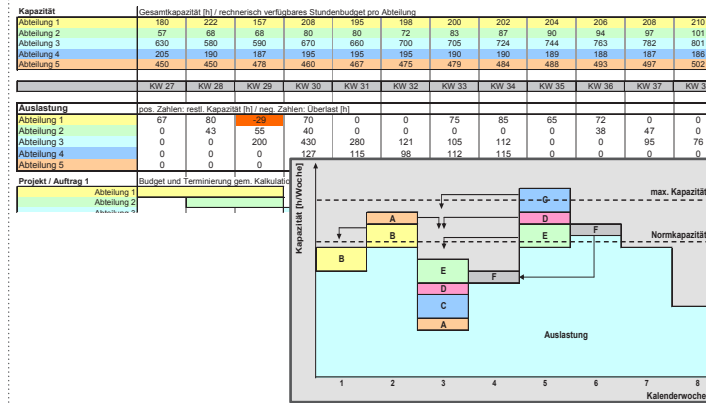 Kapazität Gesamtkapazität [h] / rechnerisch verfügbares Stundenbudget pro Abteilung
Abteilung 1 180 222 157 208 195 198 200 202 204 206 208 210
Abteilung 2 57 68 68 80 80 72 83 87 90 94 97 101
Abteilung 3 630 580 590 670 660 700 705 724 744 763 782 801
Abteilung 4 205 190 187 195 190 195 190 190 189 188 187 186
Abteilung 5 450 450 478 460 467 475 479 484 488 493 497 502
KW 27 KW 28 KW 29 KW 30 KW 31 KW 32 KW 33 KW 34 KW 35 KW 36 KW 37 KW 3
Auslastung pos. Zahlen: restl. Kapazität [h] / neg. Zahlen: Überlast [h]
Abteilung 1 67 80 -29 70 0 0 75 85 65 72 0 0
Abteilung 2 0 43 55 40 0 0 0 0 0 38 47 0
Abteilung 3 0 0 200 430 280 121 105 112 0 0 95 76
Abteilung 4 0 0 0 127 115 98 112 115 0 0 0 0
Abteilung 5 0 0 0
Projekt / Auftrag 1 Budget und Terminierung gem. Kalkulatio
Abteilung 1
Abteilung 2
Abteilung 3
Kapazität [h/Woche]
max. Kapazität
Normkapazität
C
A D
B E F
B
E F
D
C
A
Auslastung
1 2 3 4 5 6 7 8
Kalenderwoche